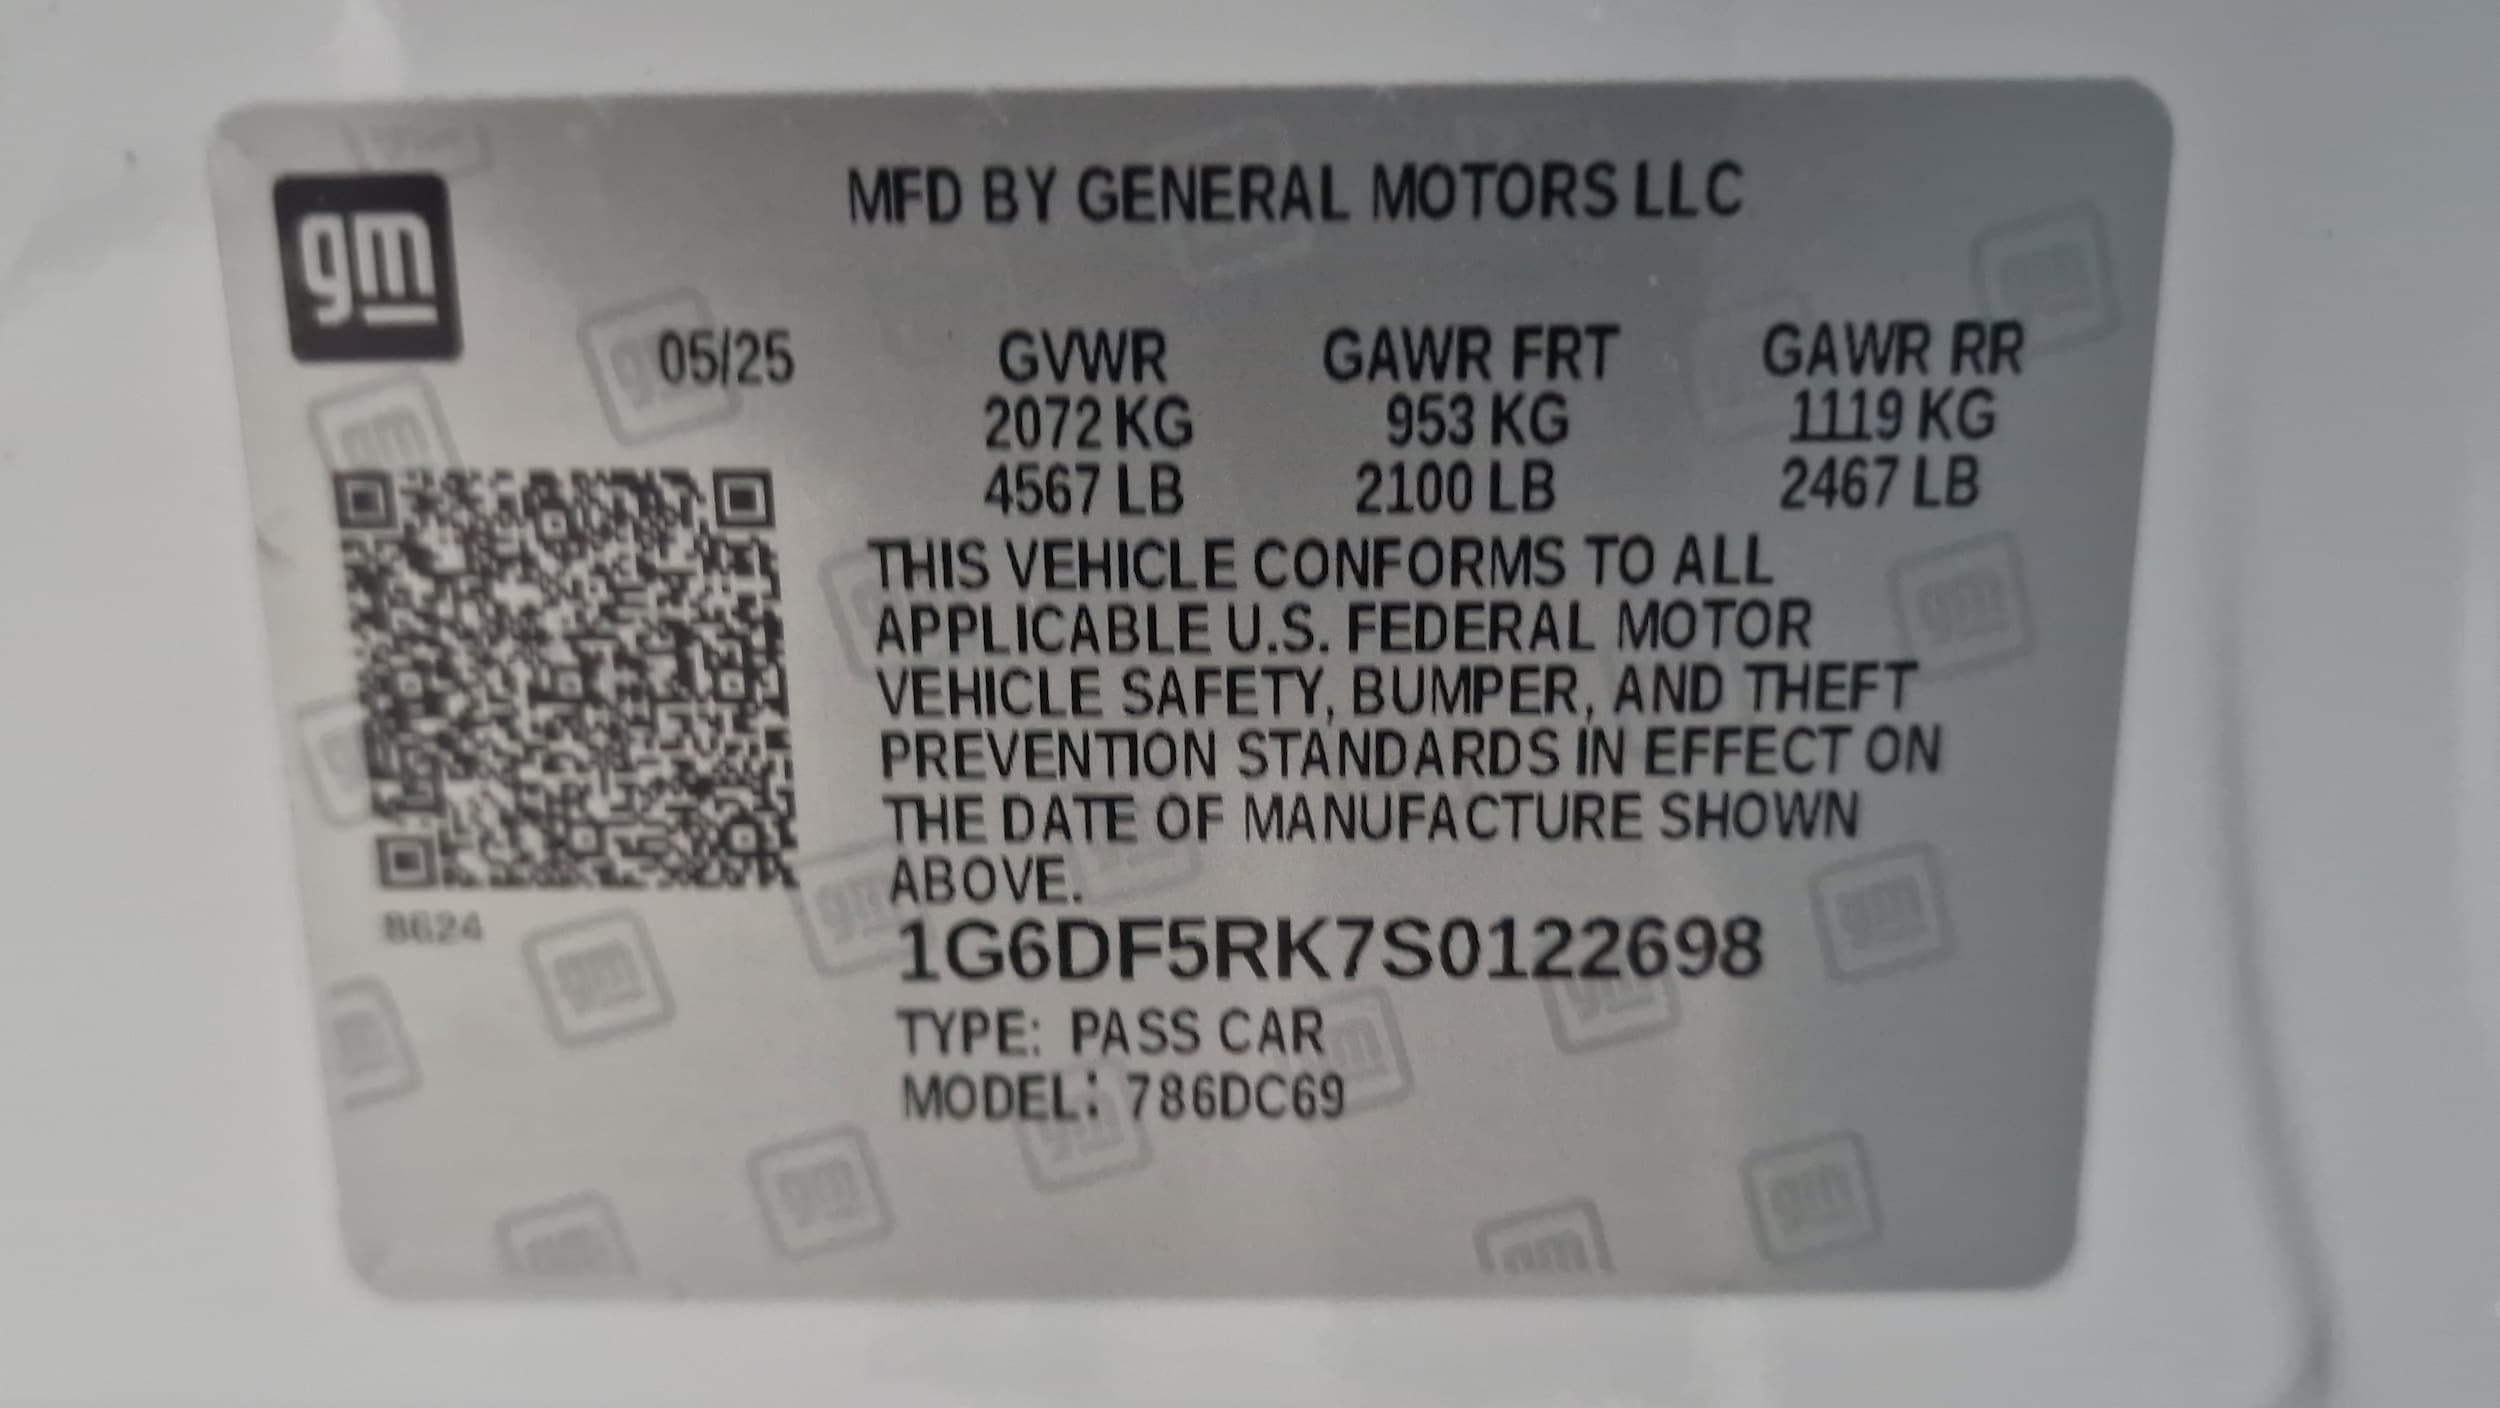 gm
MFD BY GENERAL MOTORS LLC
05/25 GVWR GAWR FRT GAWR RR
2072 KG 953 KG 1119 KG
4567 LB 2100 LB 2467 LB
THIS VEHICLE CONFORMS TO ALL
APPLICABLE U.S. FEDERAL MOTOR
VEHICLE SAFETY, BUMPER, AND THEFT
PREVENTION STANDARDS IN EFFECT ON
THE DATE OF MANUFACTURE SHOWN
ABOVE.
8624
1G6DF5RK7S0122698
TYPE: PASS CAR
MODEL: 786DC69